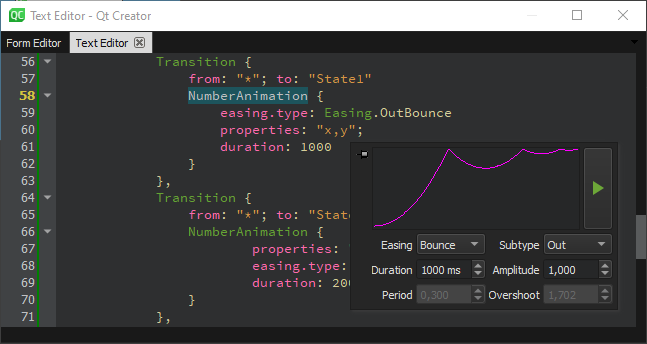 QC Text Editor - Qt Creator
Form Editor Text Editor
56 Transition {
57 from: "*"; to: "State1"
58 NumberAnimation {
59 easing.type: Easing.OutBounce
60 properties: "x,y";
61 duration: 1000
62 }
63 },
64 Transition {
65 from: "*"; to: "State
66 NumberAnimation {
67 properties:
68 easing.type:
69 duration: 200
70 }
71 },
Easing Bounce Subtype Out
Duration 1000 ms Amplitude 1,000
Period 0,300 Overshoot 1,702